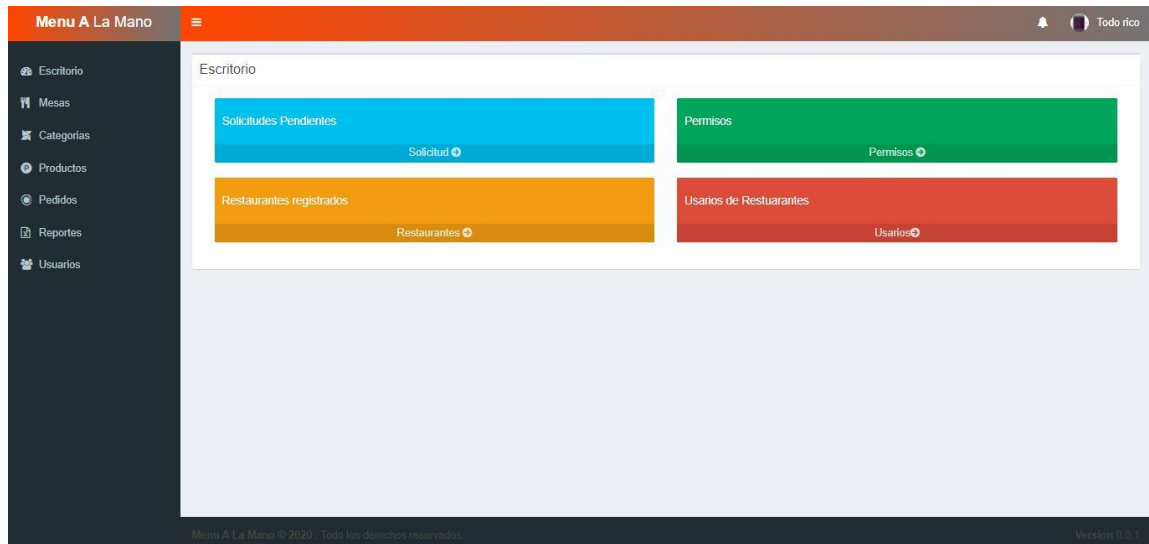 Menu A La Mano
Todo rico
Escritorio
Mesas
Categorias
Productos
Pedidos
Reportes
Usuarios
Escritorio
Solicitudes Pendientes
Solicitud
Permisos
Permisos
Restaurantes registrados
Restaurantes
Usarios de Restuarantes
Usarios
Menu A La Mano © 2020 . Todo los derechos reservados
Version 0.0.1